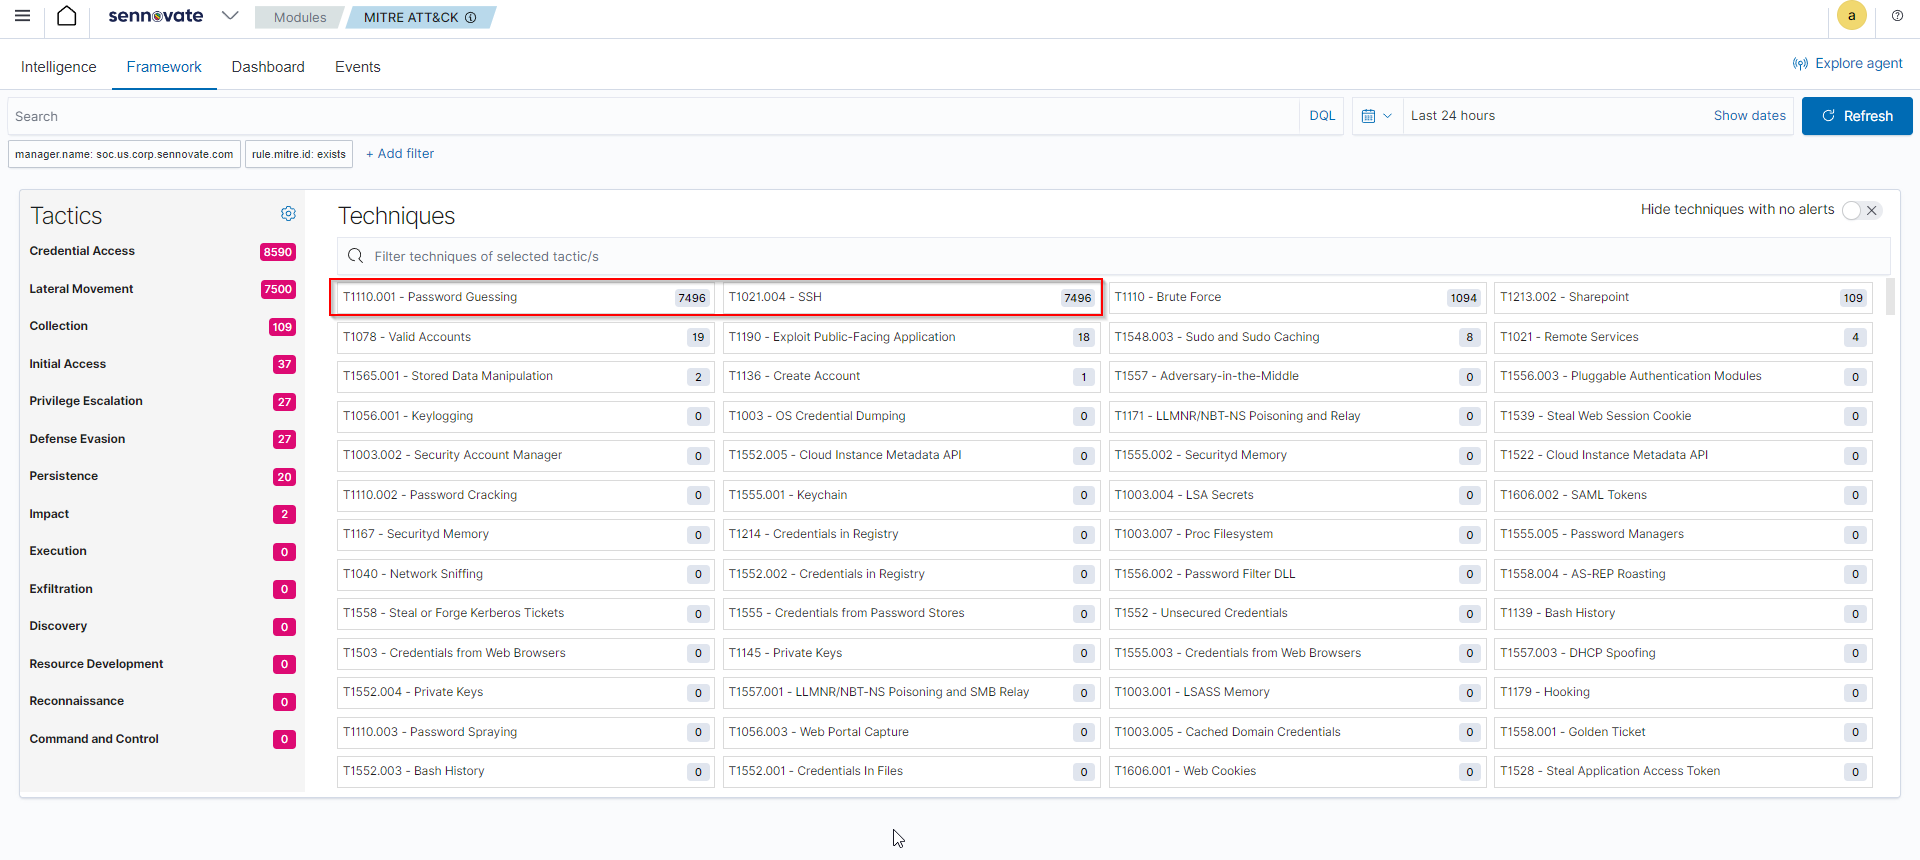 sennovate
Modules
MITRE ATT&CK
a
Intelligence
Framework
Dashboard
Events
Explore agent
Search
DQL
Last 24 hours
Show dates
Refresh
manager.name: soc.us.corp.sennovate.com
rule.mitre.id: exists
+ Add filter
Tactics
Credential Access 8590
Lateral Movement 7500
Collection 109
Initial Access 37
Privilege Escalation 27
Defense Evasion 27
Persistence 20
Impact 2
Execution 0
Exfiltration 0
Discovery 0
Resource Development 0
Reconnaissance 0
Command and Control 0
Techniques
Hide techniques with no alerts
Filter techniques of selected tactic/s
T1110.001 - Password Guessing 7496
T1021.004 - SSH 7496
T1110 - Brute Force 1094
T1213.002 - Sharepoint 109
T1078 - Valid Accounts 19
T1190 - Exploit Public-Facing Application 18
T1548.003 - Sudo and Sudo Caching 8
T1021 - Remote Services 4
T1565.001 - Stored Data Manipulation 2
T1136 - Create Account 1
T1557 - Adversary-in-the-Middle 0
T1556.003 - Pluggable Authentication Modules 0
T1056.001 - Keylogging 0
T1003 - OS Credential Dumping 0
T1171 - LLMNR/NBT-NS Poisoning and Relay 0
T1539 - Steal Web Session Cookie 0
T1003.002 - Security Account Manager 0
T1552.005 - Cloud Instance Metadata API 0
T1555.002 - Securityd Memory 0
T1522 - Cloud Instance Metadata API 0
T1110.002 - Password Cracking 0
T1555.001 - Keychain 0
T1003.004 - LSA Secrets 0
T1606.002 - SAML Tokens 0
T1167 - Securityd Memory 0
T1214 - Credentials in Registry 0
T1003.007 - Proc Filesystem 0
T1555.005 - Password Managers 0
T1040 - Network Sniffing 0
T1552.002 - Credentials in Registry 0
T1556.002 - Password Filter DLL 0
T1558.004 - AS-REP Roasting 0
T1558 - Steal or Forge Kerberos Tickets 0
T1555 - Credentials from Password Stores 0
T1552 - Unsecured Credentials 0
T1139 - Bash History 0
T1503 - Credentials from Web Browsers 0
T1145 - Private Keys 0
T1555.003 - Credentials from Web Browsers 0
T1557.003 - DHCP Spoofing 0
T1552.004 - Private Keys 0
T1557.001 - LLMNR/NBT-NS Poisoning and SMB Relay 0
T1003.001 - LSASS Memory 0
T1179 - Hooking 0
T1110.003 - Password Spraying 0
T1056.003 - Web Portal Capture 0
T1003.005 - Cached Domain Credentials 0
T1558.001 - Golden Ticket 0
T1552.003 - Bash History 0
T1552.001 - Credentials In Files 0
T1606.001 - Web Cookies 0
T1528 - Steal Application Access Token 0